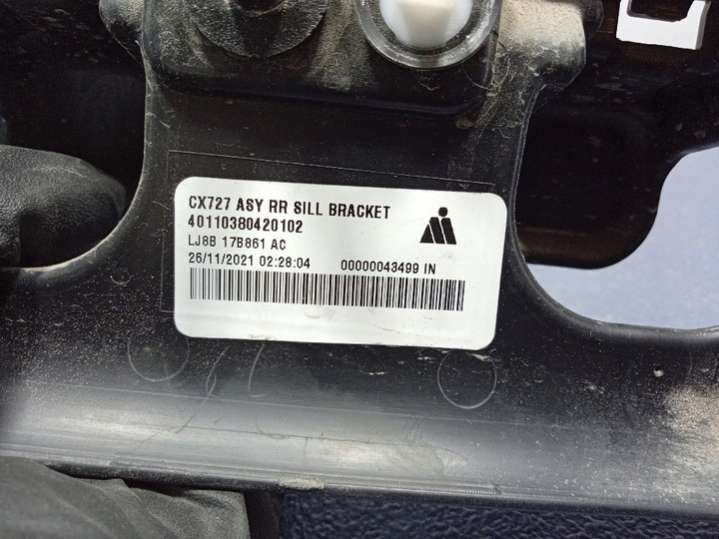 CX727 ASY RR SILL BRACKET
40110380420102
LJ8B 17B861 AC
26/11/2021 02:28:04 00000043499 IN